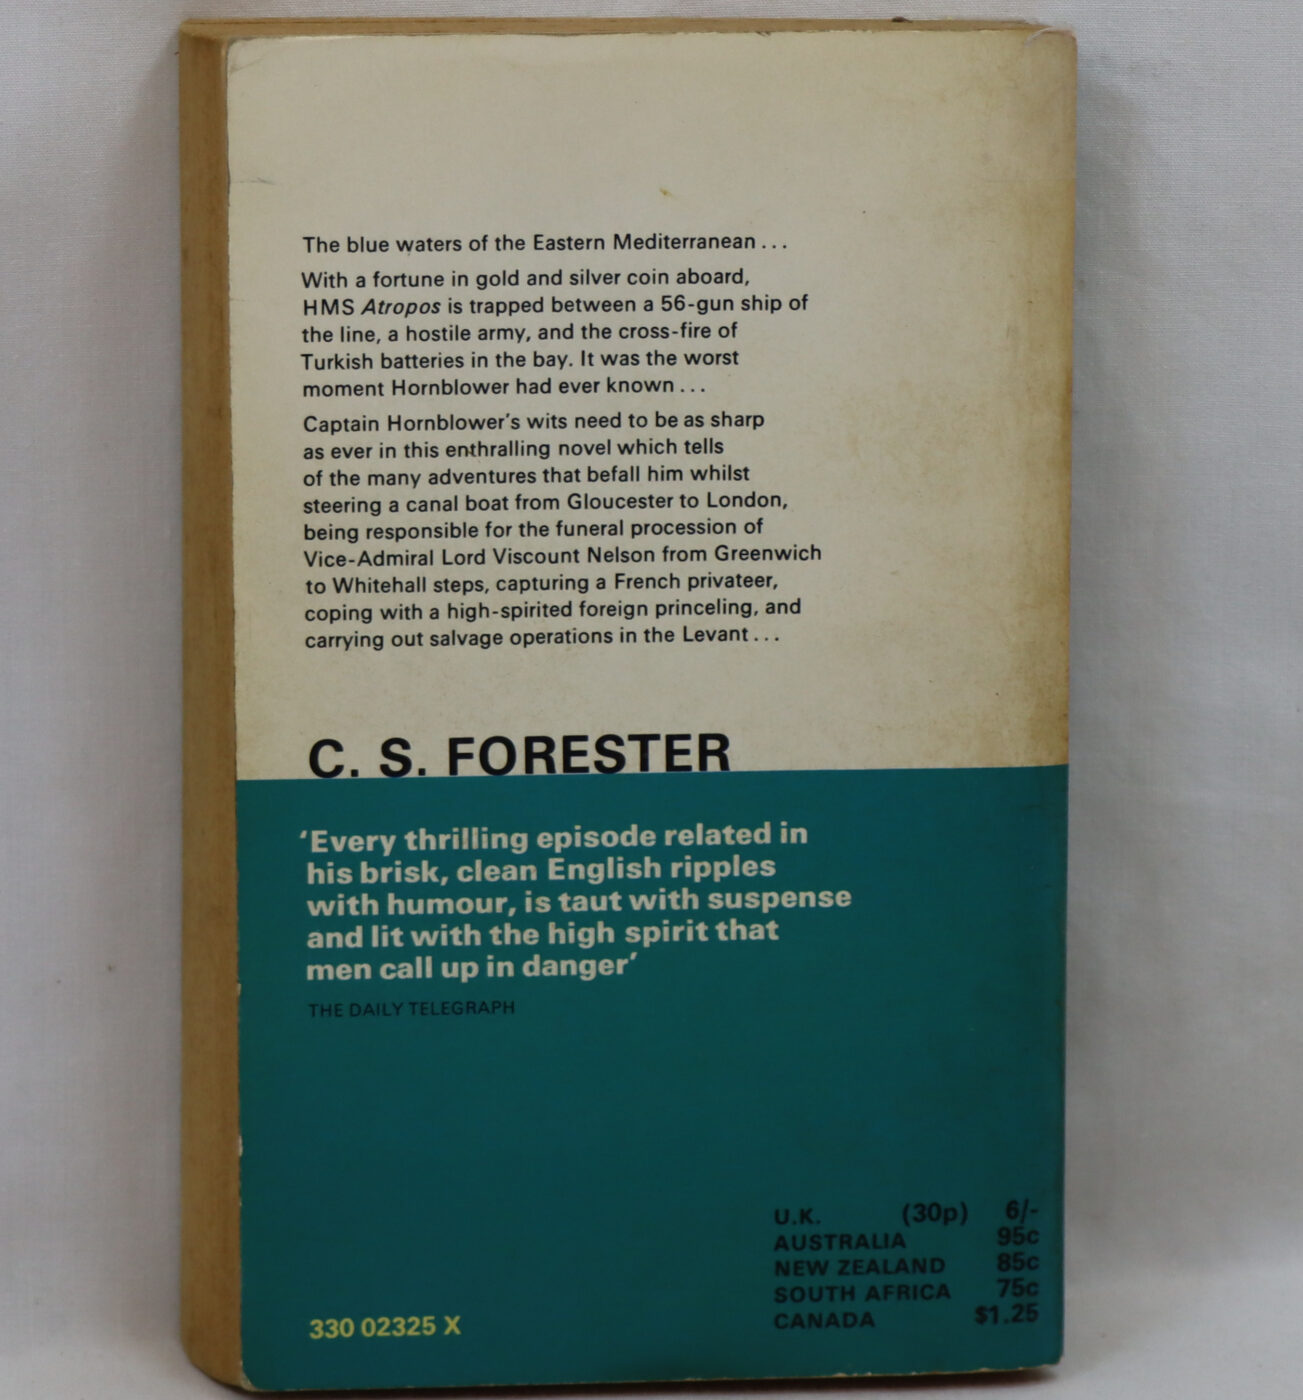 The blue waters of the Eastern Mediterranean . . .
With a fortune in gold and silver coin aboard,
HMS Atropos is trapped between a 56-gun ship of
the line, a hostile army, and the cross-fire of
Turkish batteries in the bay. It was the worst
moment Hornblower had ever known . . .
Captain Hornblower's wits need to be as sharp
as ever in this enthralling novel which tells
of the many adventures that befall him whilst
steering a canal boat from Gloucester to London,
being responsible for the funeral procession of
Vice-Admiral Lord Viscount Nelson from Greenwich
to Whitehall steps, capturing a French privateer,
coping with a high-spirited foreign princeling, and
carrying out salvage operations in the Levant . . .
C. S. FORESTER
‘Every thrilling episode related in
his brisk, clean English ripples
with humour, is taut with suspense
and lit with the high spirit that
men call up in danger’
THE DAILY TELEGRAPH
U.K. (30p) 6/-
AUSTRALIA 95c
NEW ZEALAND 85c
SOUTH AFRICA 75c
CANADA $1.25
330 02325 X